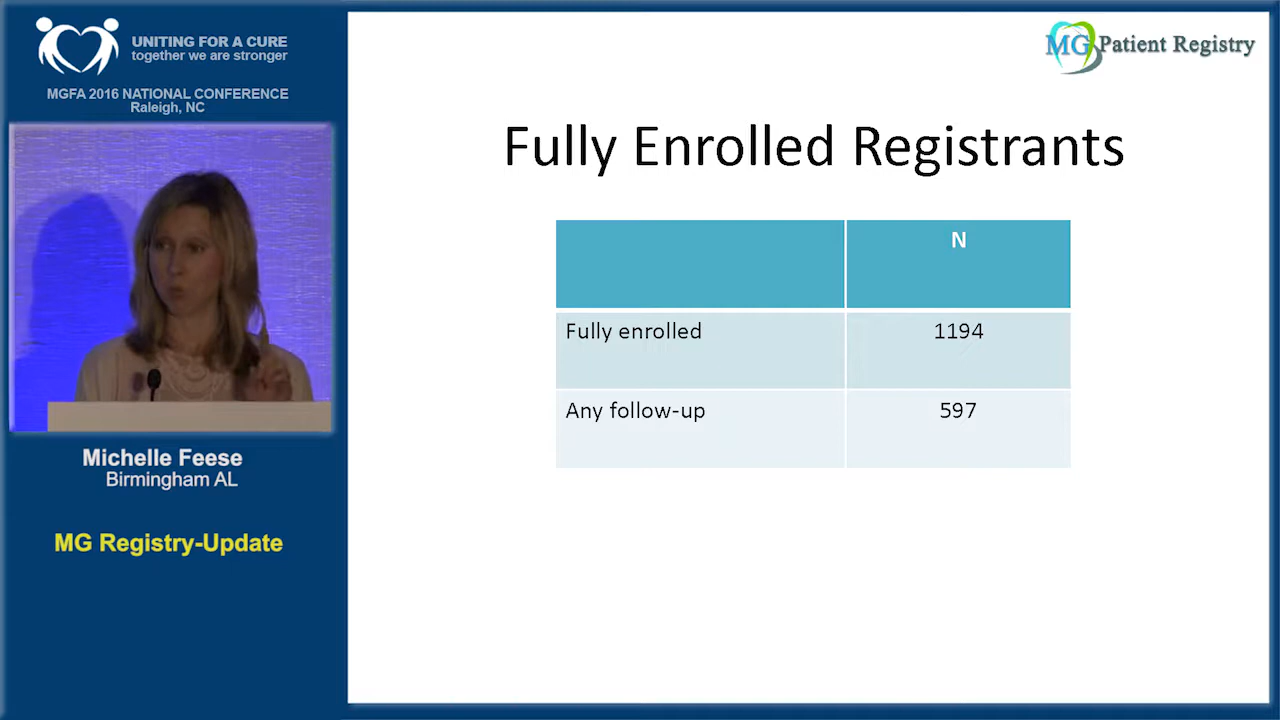 UNITING FOR A CURE
together we are stronger
MGFA 2016 NATIONAL CONFERENCE
Raleigh, NC
Michelle Feese
Birmingham AL
MG Registry-Update
MG Patient Registry
Fully Enrolled Registrants
N
Fully enrolled 1194
Any follow-up 597